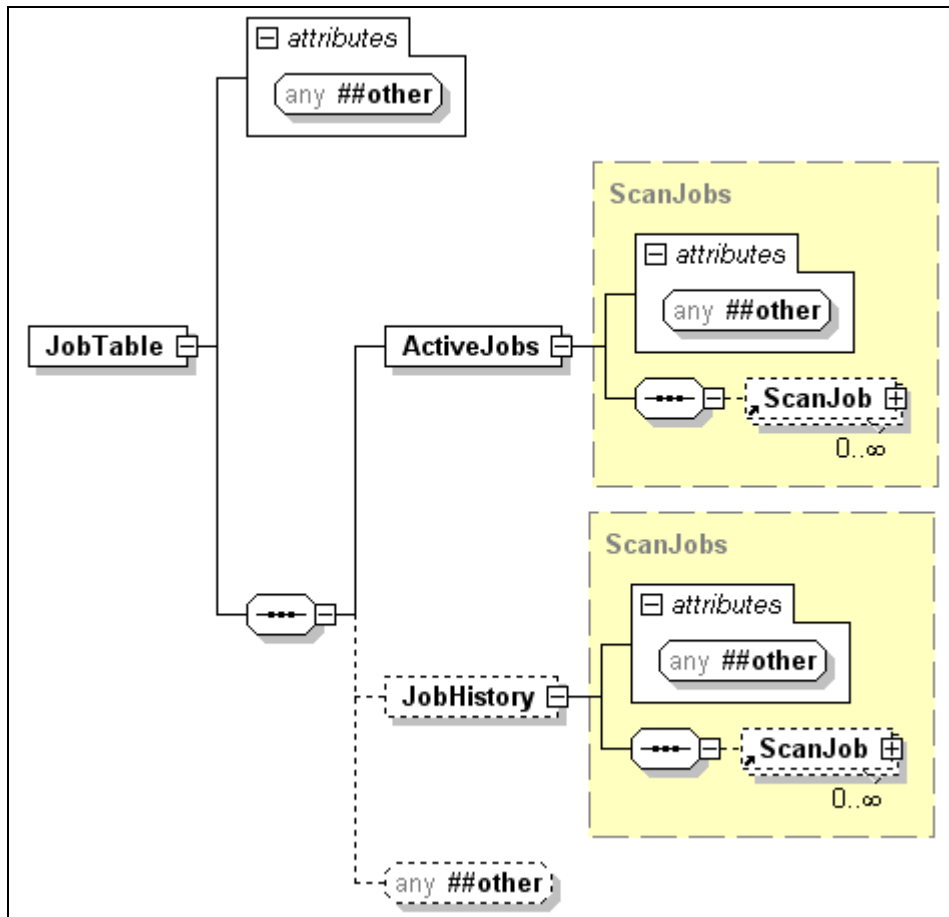 attributes
any ##other
ScanJobs
attributes
any ##other
JobTable
ActiveJobs
ScanJob
0..∞
ScanJobs
attributes
any ##other
JobHistory
ScanJob
0..∞
any ##other